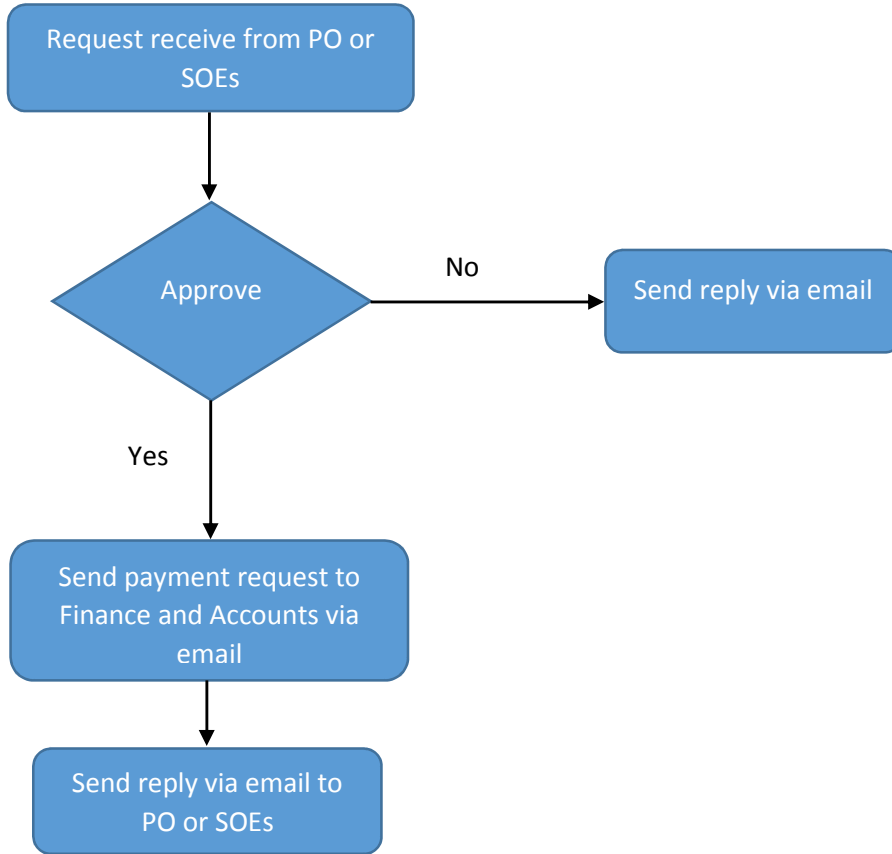 Request receive from PO or
SOEs
Approve
No
Send reply via email
Yes
Send payment request to
Finance and Accounts via
email
Send reply via email to
PO or SOEs